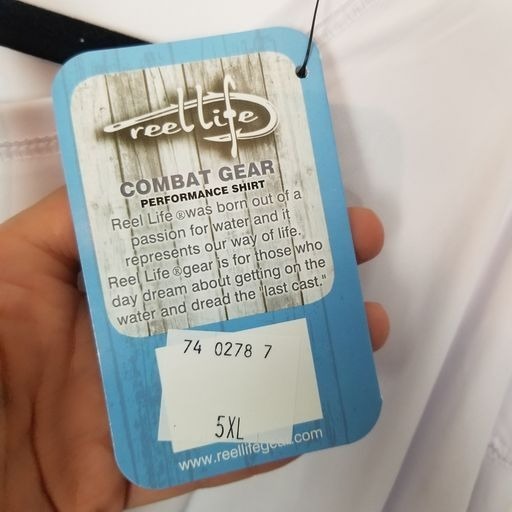 reel life
COMBAT GEAR
PERFORMANCE SHIRT
Reel Life ® was born out of a
passion for water and it
represents our way of life.
Reel Life ® gear is for those who
day dream about getting on the
water and dread the "last cast."
74 0278 7
5XL
www.reellifegear.com